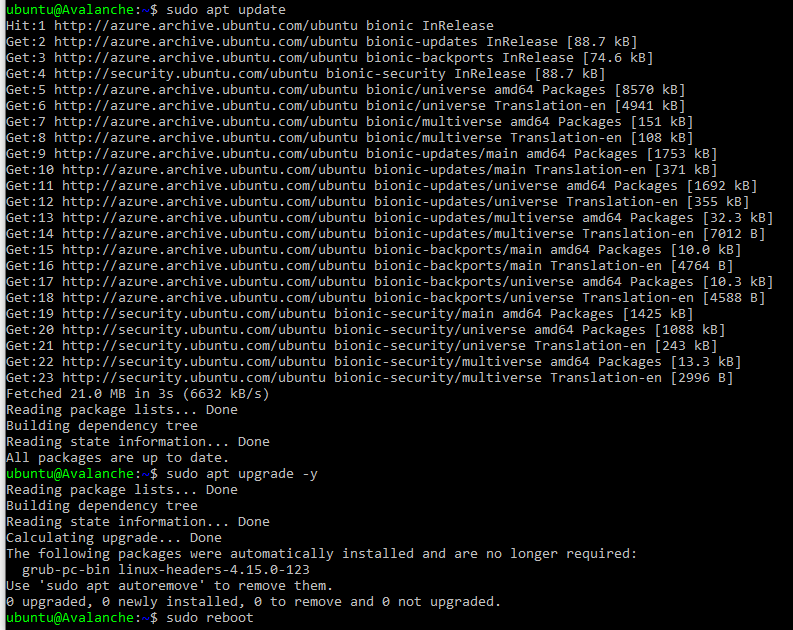 ubuntu@Avalanche:~$ sudo apt update
Hit:1 http://azure.archive.ubuntu.com/ubuntu bionic InRelease
Get:2 http://azure.archive.ubuntu.com/ubuntu bionic-updates InRelease [88.7 kB]
Get:3 http://azure.archive.ubuntu.com/ubuntu bionic-backports InRelease [74.6 kB]
Get:4 http://security.ubuntu.com/ubuntu bionic-security InRelease [88.7 kB]
Get:5 http://azure.archive.ubuntu.com/ubuntu bionic/universe amd64 Packages [8570 kB]
Get:6 http://azure.archive.ubuntu.com/ubuntu bionic/universe Translation-en [4941 kB]
Get:7 http://azure.archive.ubuntu.com/ubuntu bionic/multiverse amd64 Packages [151 kB]
Get:8 http://azure.archive.ubuntu.com/ubuntu bionic/multiverse Translation-en [108 kB]
Get:9 http://azure.archive.ubuntu.com/ubuntu bionic-updates/main amd64 Packages [1753 kB]
Get:10 http://azure.archive.ubuntu.com/ubuntu bionic-updates/main Translation-en [371 kB]
Get:11 http://azure.archive.ubuntu.com/ubuntu bionic-updates/universe amd64 Packages [1692 kB]
Get:12 http://azure.archive.ubuntu.com/ubuntu bionic-updates/universe Translation-en [355 kB]
Get:13 http://azure.archive.ubuntu.com/ubuntu bionic-updates/multiverse amd64 Packages [32.3 kB]
Get:14 http://azure.archive.ubuntu.com/ubuntu bionic-updates/multiverse Translation-en [7012 B]
Get:15 http://azure.archive.ubuntu.com/ubuntu bionic-backports/main amd64 Packages [10.0 kB]
Get:16 http://azure.archive.ubuntu.com/ubuntu bionic-backports/main Translation-en [4764 B]
Get:17 http://azure.archive.ubuntu.com/ubuntu bionic-backports/universe amd64 Packages [10.3 kB]
Get:18 http://azure.archive.ubuntu.com/ubuntu bionic-backports/universe Translation-en [4588 B]
Get:19 http://security.ubuntu.com/ubuntu bionic-security/main amd64 Packages [1425 kB]
Get:20 http://security.ubuntu.com/ubuntu bionic-security/universe amd64 Packages [1088 kB]
Get:21 http://security.ubuntu.com/ubuntu bionic-security/universe Translation-en [243 kB]
Get:22 http://security.ubuntu.com/ubuntu bionic-security/multiverse amd64 Packages [13.3 kB]
Get:23 http://security.ubuntu.com/ubuntu bionic-security/multiverse Translation-en [2996 B]
Fetched 21.0 MB in 3s (6632 kB/s)
Reading package lists... Done
Building dependency tree
Reading state information... Done
All packages are up to date.
ubuntu@Avalanche:~$ sudo apt upgrade -y
Reading package lists... Done
Building dependency tree
Reading state information... Done
Calculating upgrade... Done
The following packages were automatically installed and are no longer required:
  grub-pc-bin linux-headers-4.15.0-123
Use 'sudo apt autoremove' to remove them.
0 upgraded, 0 newly installed, 0 to remove and 0 not upgraded.
ubuntu@Avalanche:~$ sudo reboot